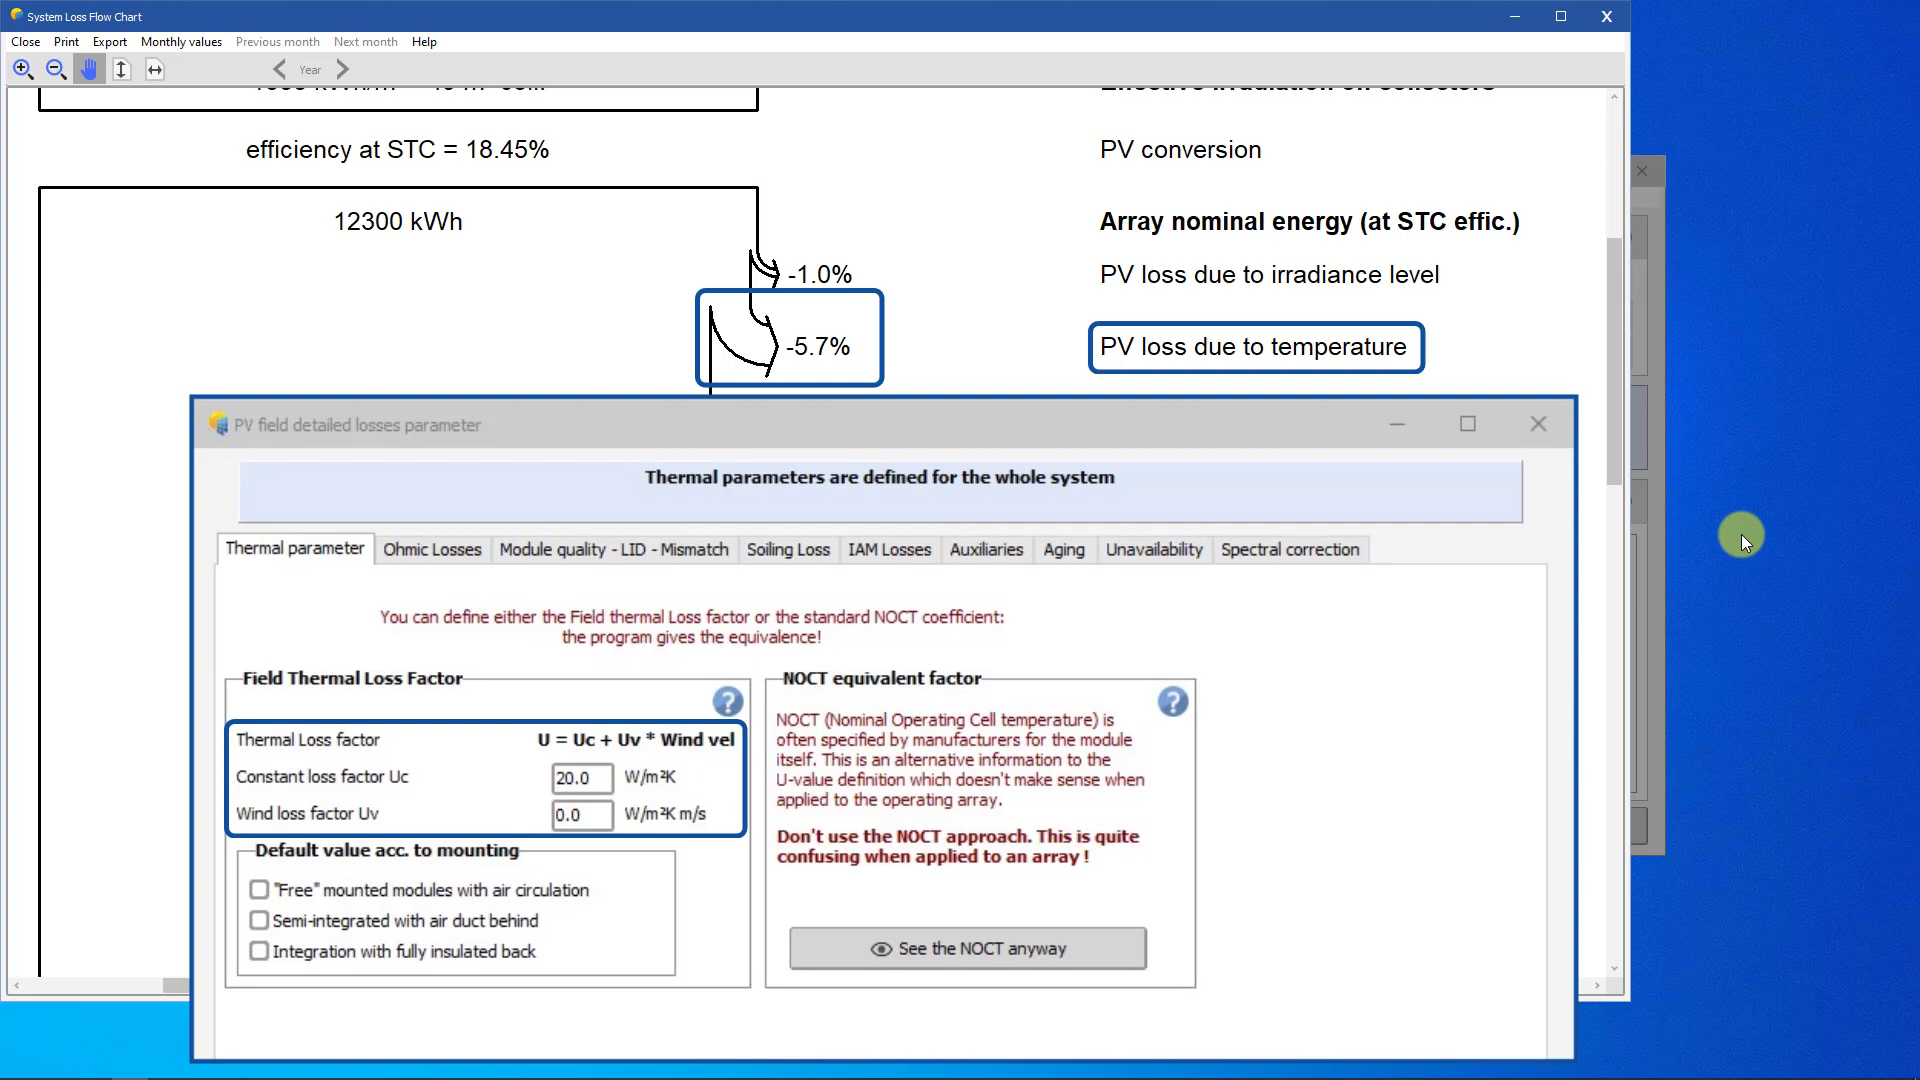 System Loss Flow Chart
Close Print Export Monthly values Previous month Next month Help
Year
efficiency at STC = 18.45%
PV conversion
12300 kWh
Array nominal energy (at STC effic.)
-1.0%
PV loss due to irradiance level
-5.7%
PV loss due to temperature
PV field detailed losses parameter
Thermal parameters are defined for the whole system
Thermal parameter Ohmic Losses Module quality - LID - Mismatch Soiling Loss IAM Losses Auxiliaries Aging Unavailability Spectral correction
You can define either the Field thermal Loss factor or the standard NOCT coefficient:
the program gives the equivalence!
Field Thermal Loss Factor
Thermal Loss factor U = Uc + Uv * Wind vel
Constant loss factor Uc 20.0 W/m²K
Wind loss factor Uv 0.0 W/m²K m/s
Default value acc. to mounting
"Free" mounted modules with air circulation
Semi-integrated with air duct behind
Integration with fully insulated back
NOCT equivalent factor
NOCT (Nominal Operating Cell temperature) is
often specified by manufacturers for the module
itself. This is an alternative information to the
U-value definition which doesn't make sense when
applied to the operating array.
Don't use the NOCT approach. This is quite
confusing when applied to an array !
See the NOCT anyway